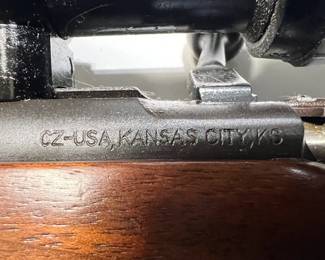 CZ-USA, KANSAS CITY, KS